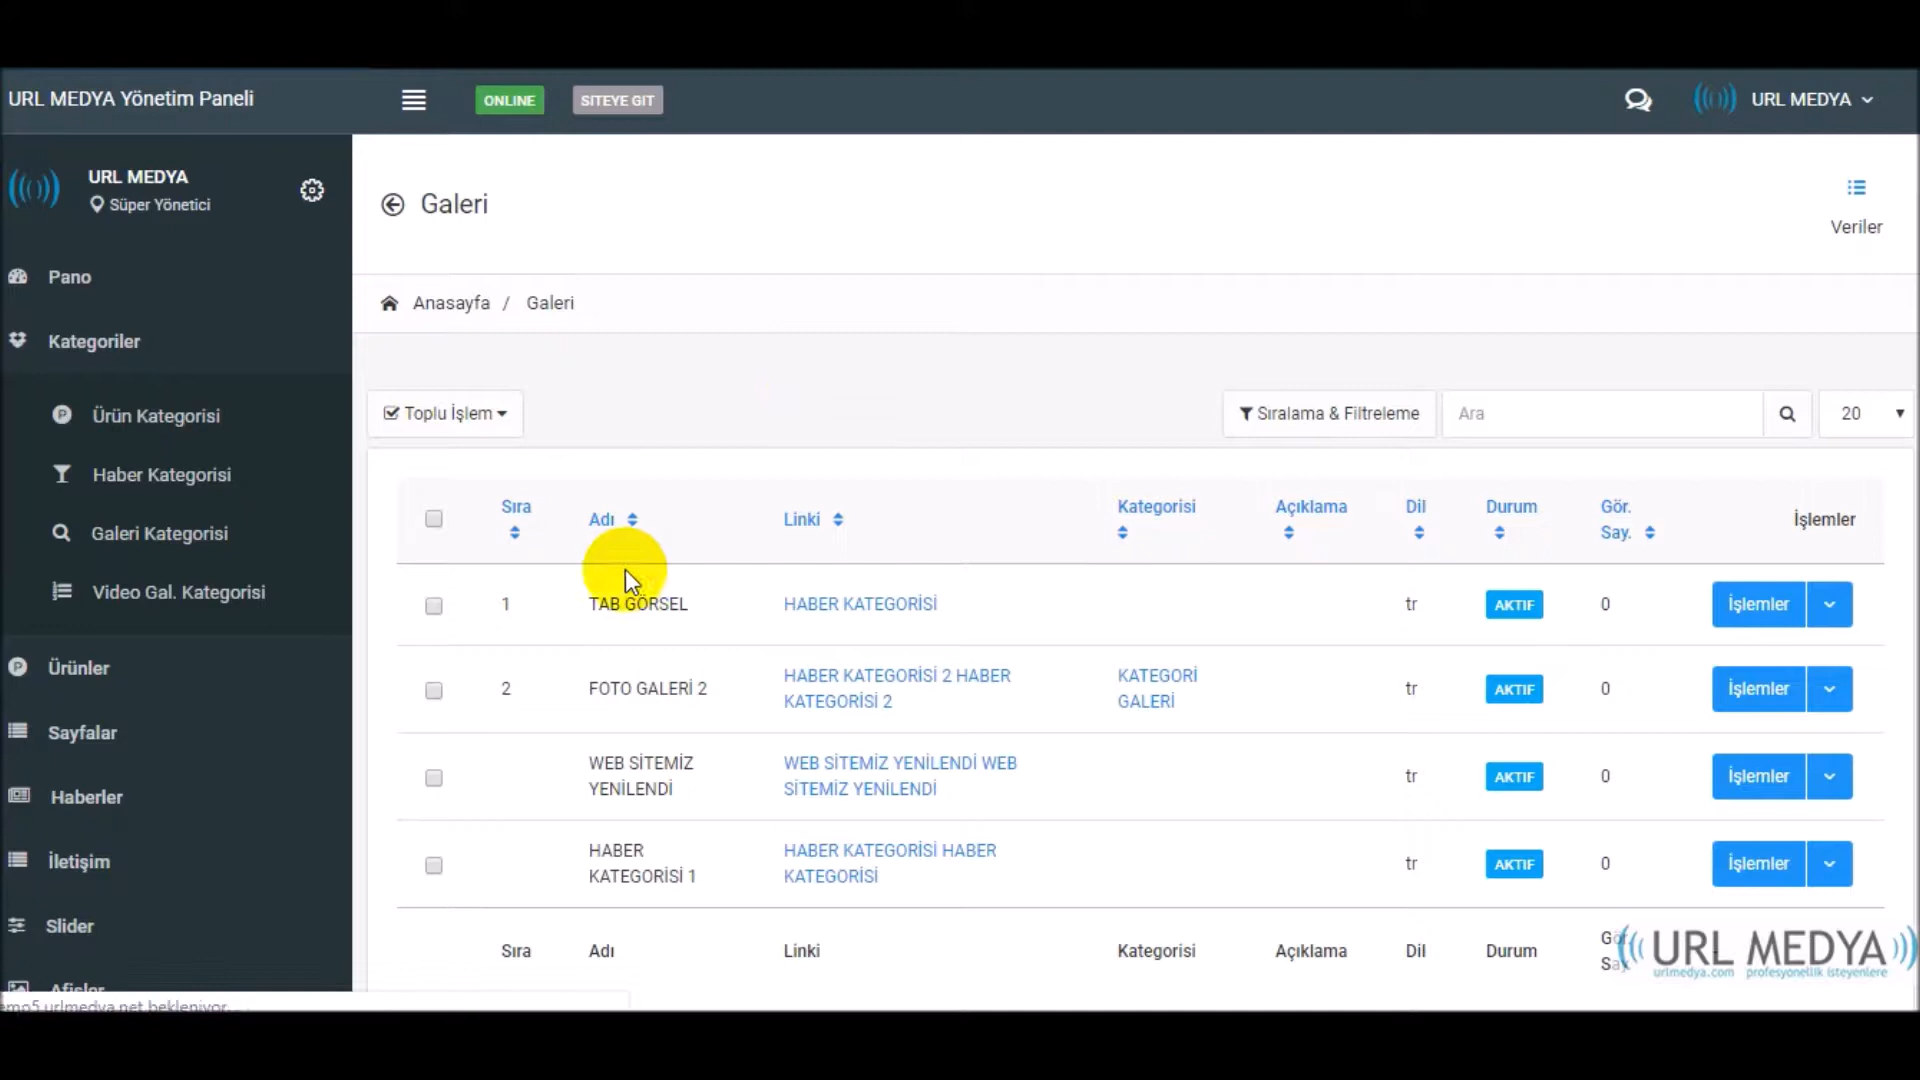 URL MEDYA Yönetim Paneli
ONLINE
SITEYE GIT
URL MEDYA
URL MEDYA
Süper Yönetici
Pano
Kategoriler
Ürün Kategorisi
Haber Kategorisi
Galeri Kategorisi
Video Gal. Kategorisi
Ürünler
Sayfalar
Haberler
İletişim
Slider
Afişler
Galeri
Veriler
Anasayfa / Galeri
Toplu İşlem
Sıralama & Filtreleme
Ara
20
Sıra
Adı
Linki
Kategorisi
Açıklama
Dil
Durum
Gör.
Say.
İşlemler
1
TAB GÖRSEL
HABER KATEGORİSİ
tr
AKTIF
0
İşlemler
2
FOTO GALERİ 2
HABER KATEGORİSİ 2 HABER
KATEGORİSİ 2
KATEGORİ
GALERİ
tr
AKTIF
0
İşlemler
WEB SİTEMİZ
YENİLENDİ
WEB SİTEMİZ YENİLENDİ WEB
SİTEMİZ YENİLENDİ
tr
AKTIF
0
İşlemler
HABER
KATEGORİSİ 1
HABER KATEGORİSİ HABER
KATEGORİSİ
tr
AKTIF
0
İşlemler
Sıra
Adı
Linki
Kategorisi
Açıklama
Dil
Durum
URL MEDYA
urlmedya.com profesyonellik isteyenlere
emo5.urlmedya.net bekleniyor...